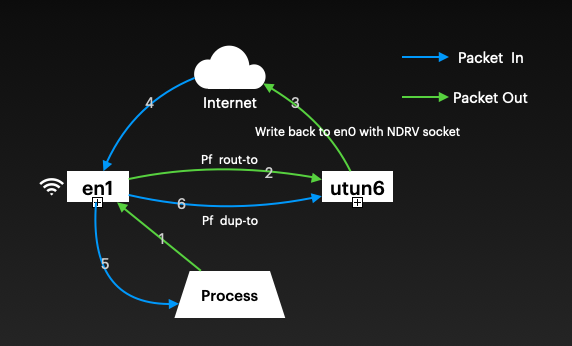 Packet In
4
Internet
3
Packet Out
Write back to en0 with NDRV socket
Pf rout-to
2
en1
utun6
6
Pf dup-to
1
5
Process